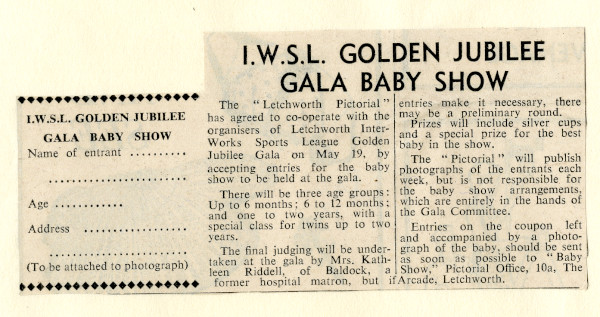 I.W.S.L. GOLDEN JUBILEE
GALA BABY SHOW
I.W.S.L. GOLDEN JUBILEE
GALA BABY SHOW
Name of entrant ..........
........................
Age ............
Address ..................
........................
(To be attached to photograph)
The "Letchworth Pictorial"
has agreed to co-operate with the
organisers of Letchworth Inter-
Works Sports League Golden
Jubilee Gala on May 19, by
accepting entries for the baby
show to be held at the gala.
There will be three age groups:
Up to 6 months; 6 to 12 months;
and one to two years, with a
special class for twins up to two
years.
The final judging will be under-
taken at the gala by Mrs. Kath-
leen Riddell, of Baldock, a
former hospital matron, but if
entries make it necessary, there
may be a preliminary round.
Prizes will include silver cups
and a special prize for the best
baby in the show.
The "Pictorial" will publish
photographs of the entrants each
week, but is not responsible for
the baby show arrangements,
which are entirely in the hands of
the Gala Committee.
Entries on the coupon left
and accompanied by a photo-
graph of the baby, should be sent
as soon as possible to "Baby
Show," Pictorial Office, 10a, The
Arcade, Letchworth.